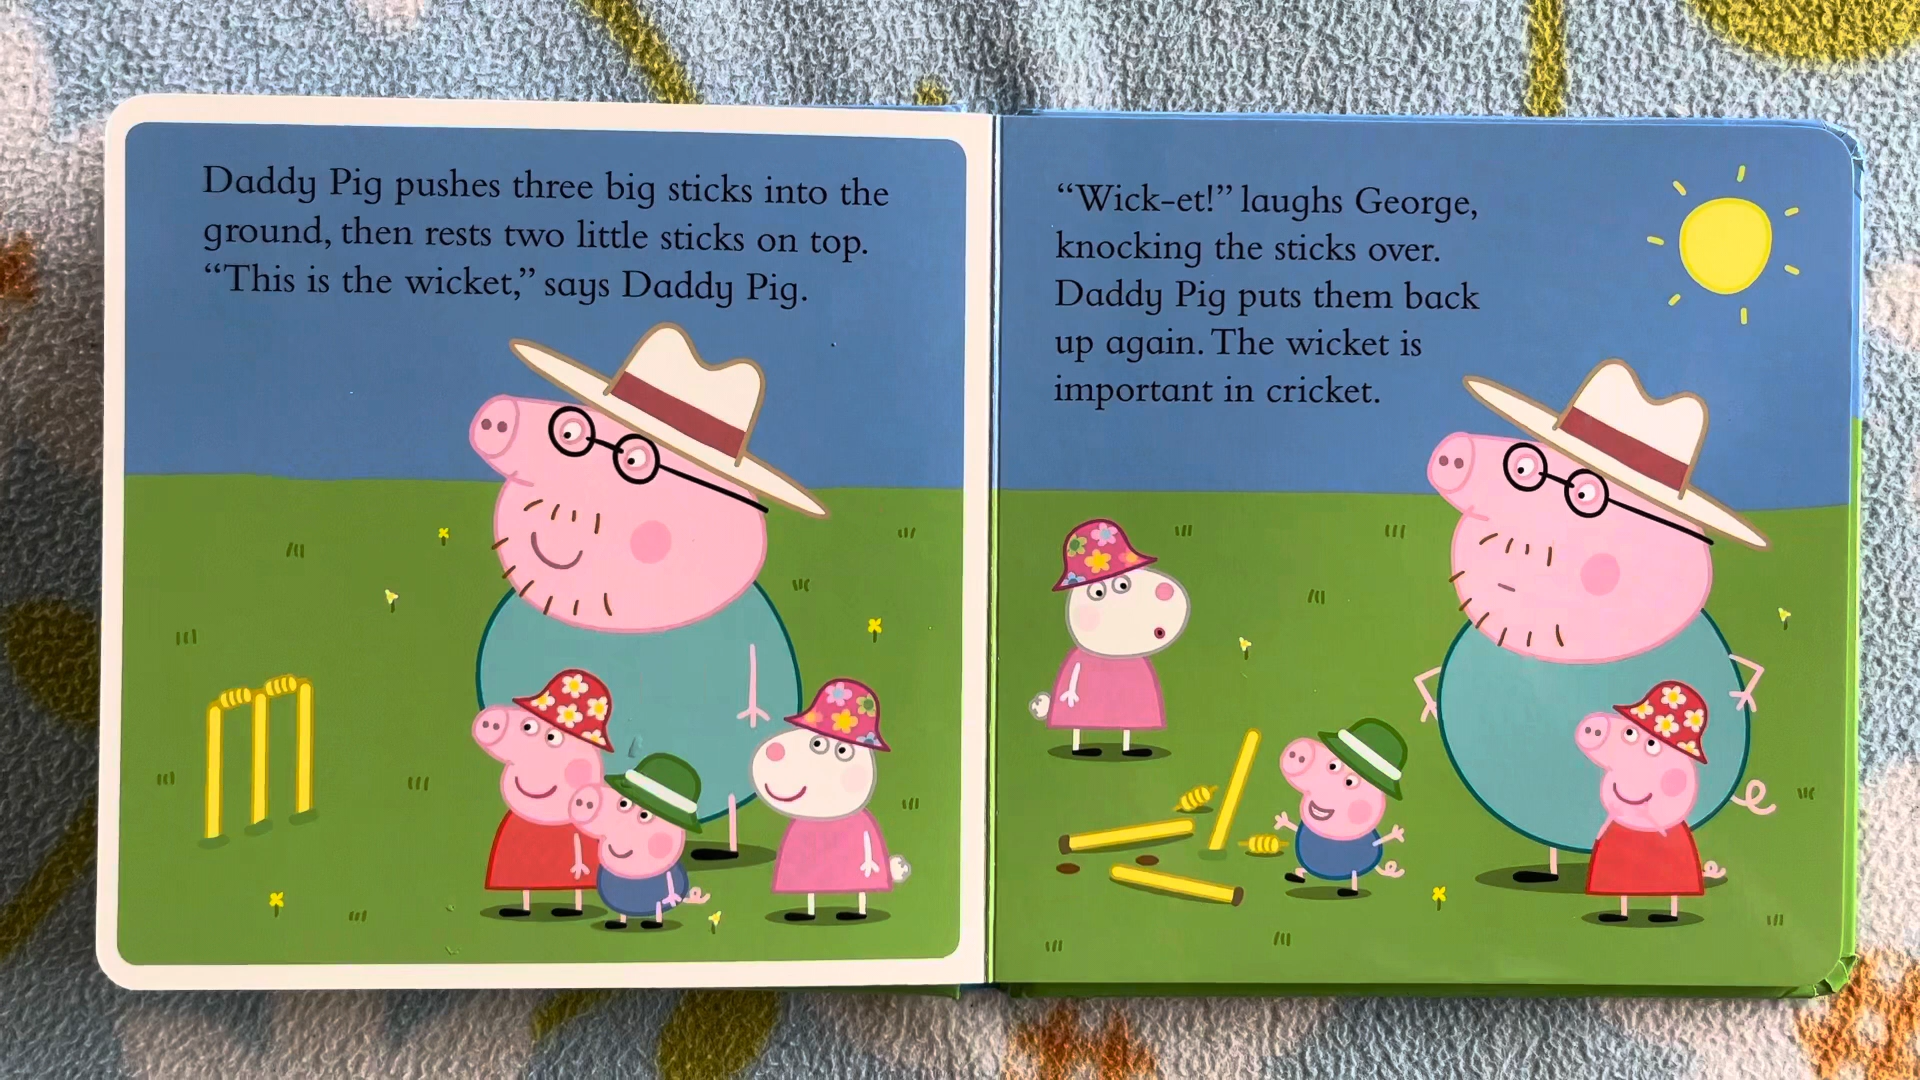 Daddy Pig pushes three big sticks into the
ground, then rests two little sticks on top.
“This is the wicket,” says Daddy Pig.
“Wick-et!” laughs George,
knocking the sticks over.
Daddy Pig puts them back
up again. The wicket is
important in cricket.